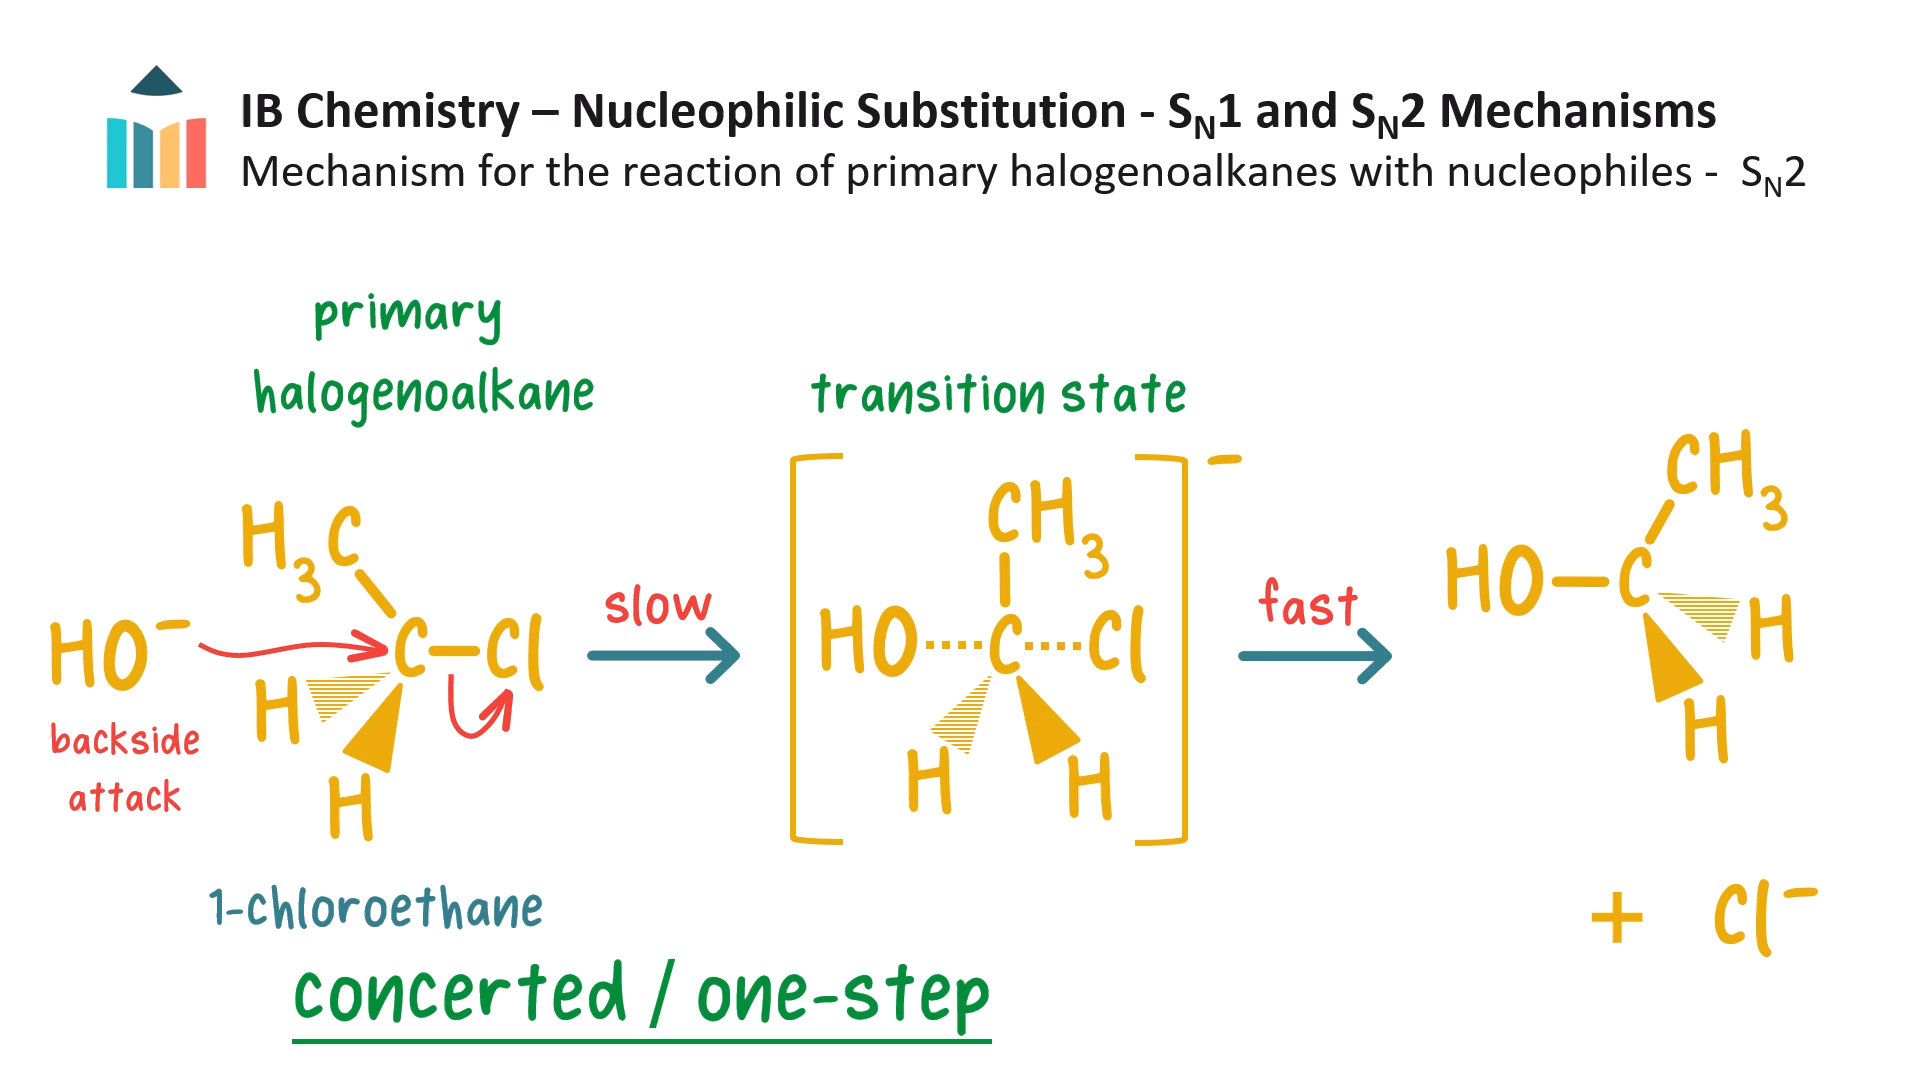 IB Chemistry – Nucleophilic Substitution - SN1 and SN2 Mechanisms
Mechanism for the reaction of primary halogenoalkanes with nucleophiles - SN2
primary
halogenoalkane
transition state
H3C
HO−
C
Cl
H
H
backside
attack
1-chloroethane
slow
CH3
HO
C
Cl
H
H
−
fast
CH3
HO
C
H
H
+ Cl−
concerted / one-step